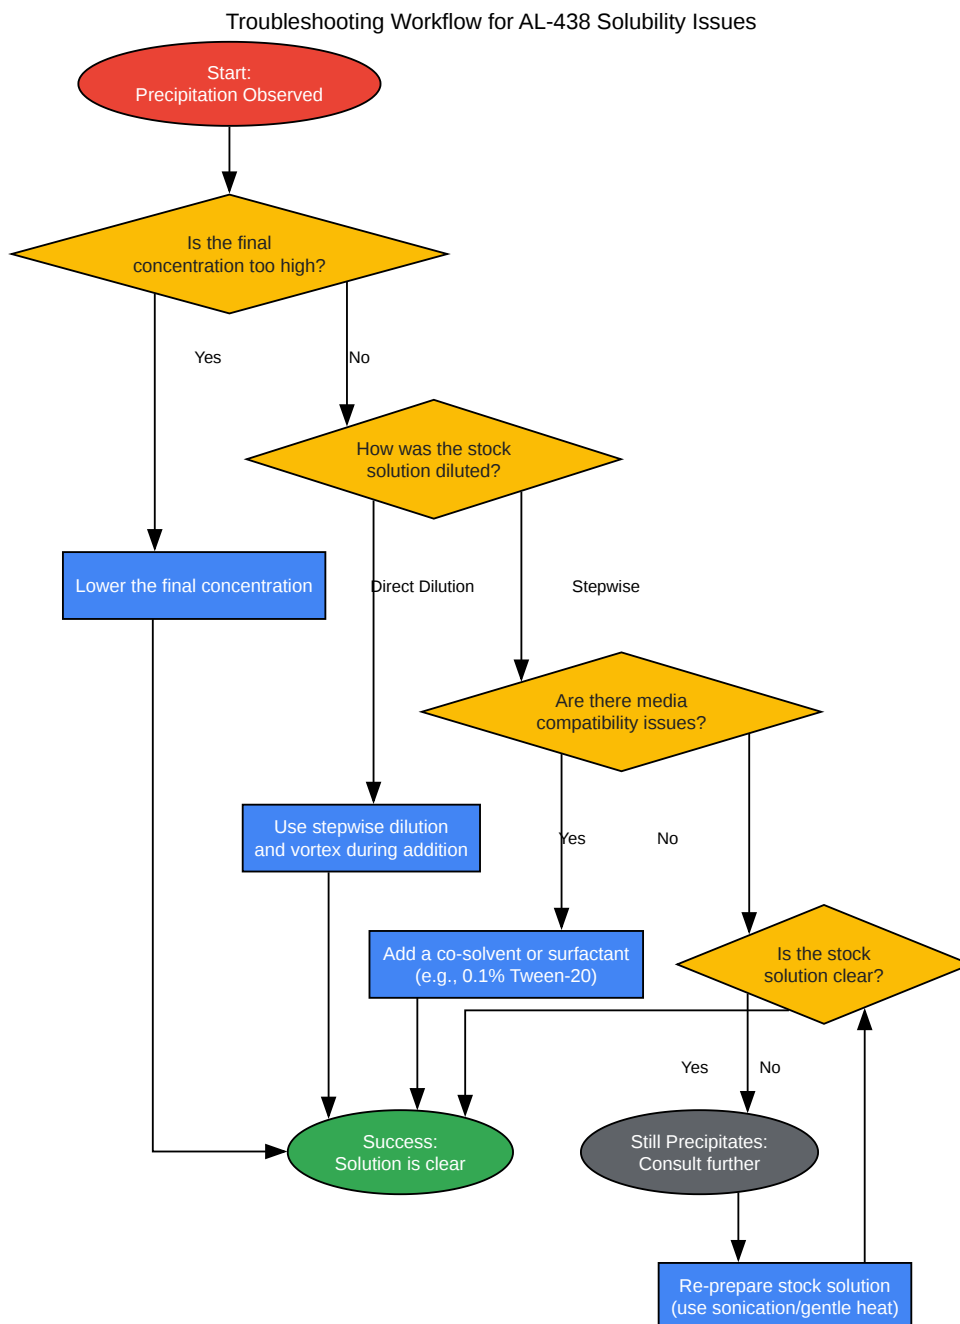 Troubleshooting Workflow for AL-438 Solubility Issues
Start:
Precipitation Observed
Is the final
concentration too high?
Yes
No
How was the stock
solution diluted?
Lower the final concentration
Direct Dilution
Stepwise
Are there media
compatibility issues?
Use stepwise dilution
and vortex during addition
Yes
No
Add a co-solvent or surfactant
(e.g., 0.1% Tween-20)
Is the stock
solution clear?
Yes
No
Success:
Solution is clear
Still Precipitates:
Consult further
Re-prepare stock solution
(use sonication/gentle heat)